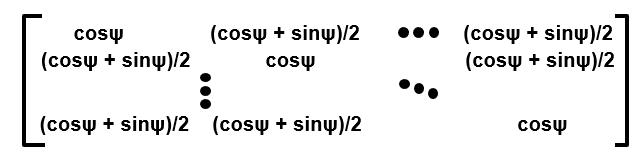 cosψ (cosψ + sinψ)/2 ••• (cosψ + sinψ)/2
(cosψ + sinψ)/2 cosψ (cosψ + sinψ)/2
(cosψ + sinψ)/2 (cosψ + sinψ)/2 cosψ